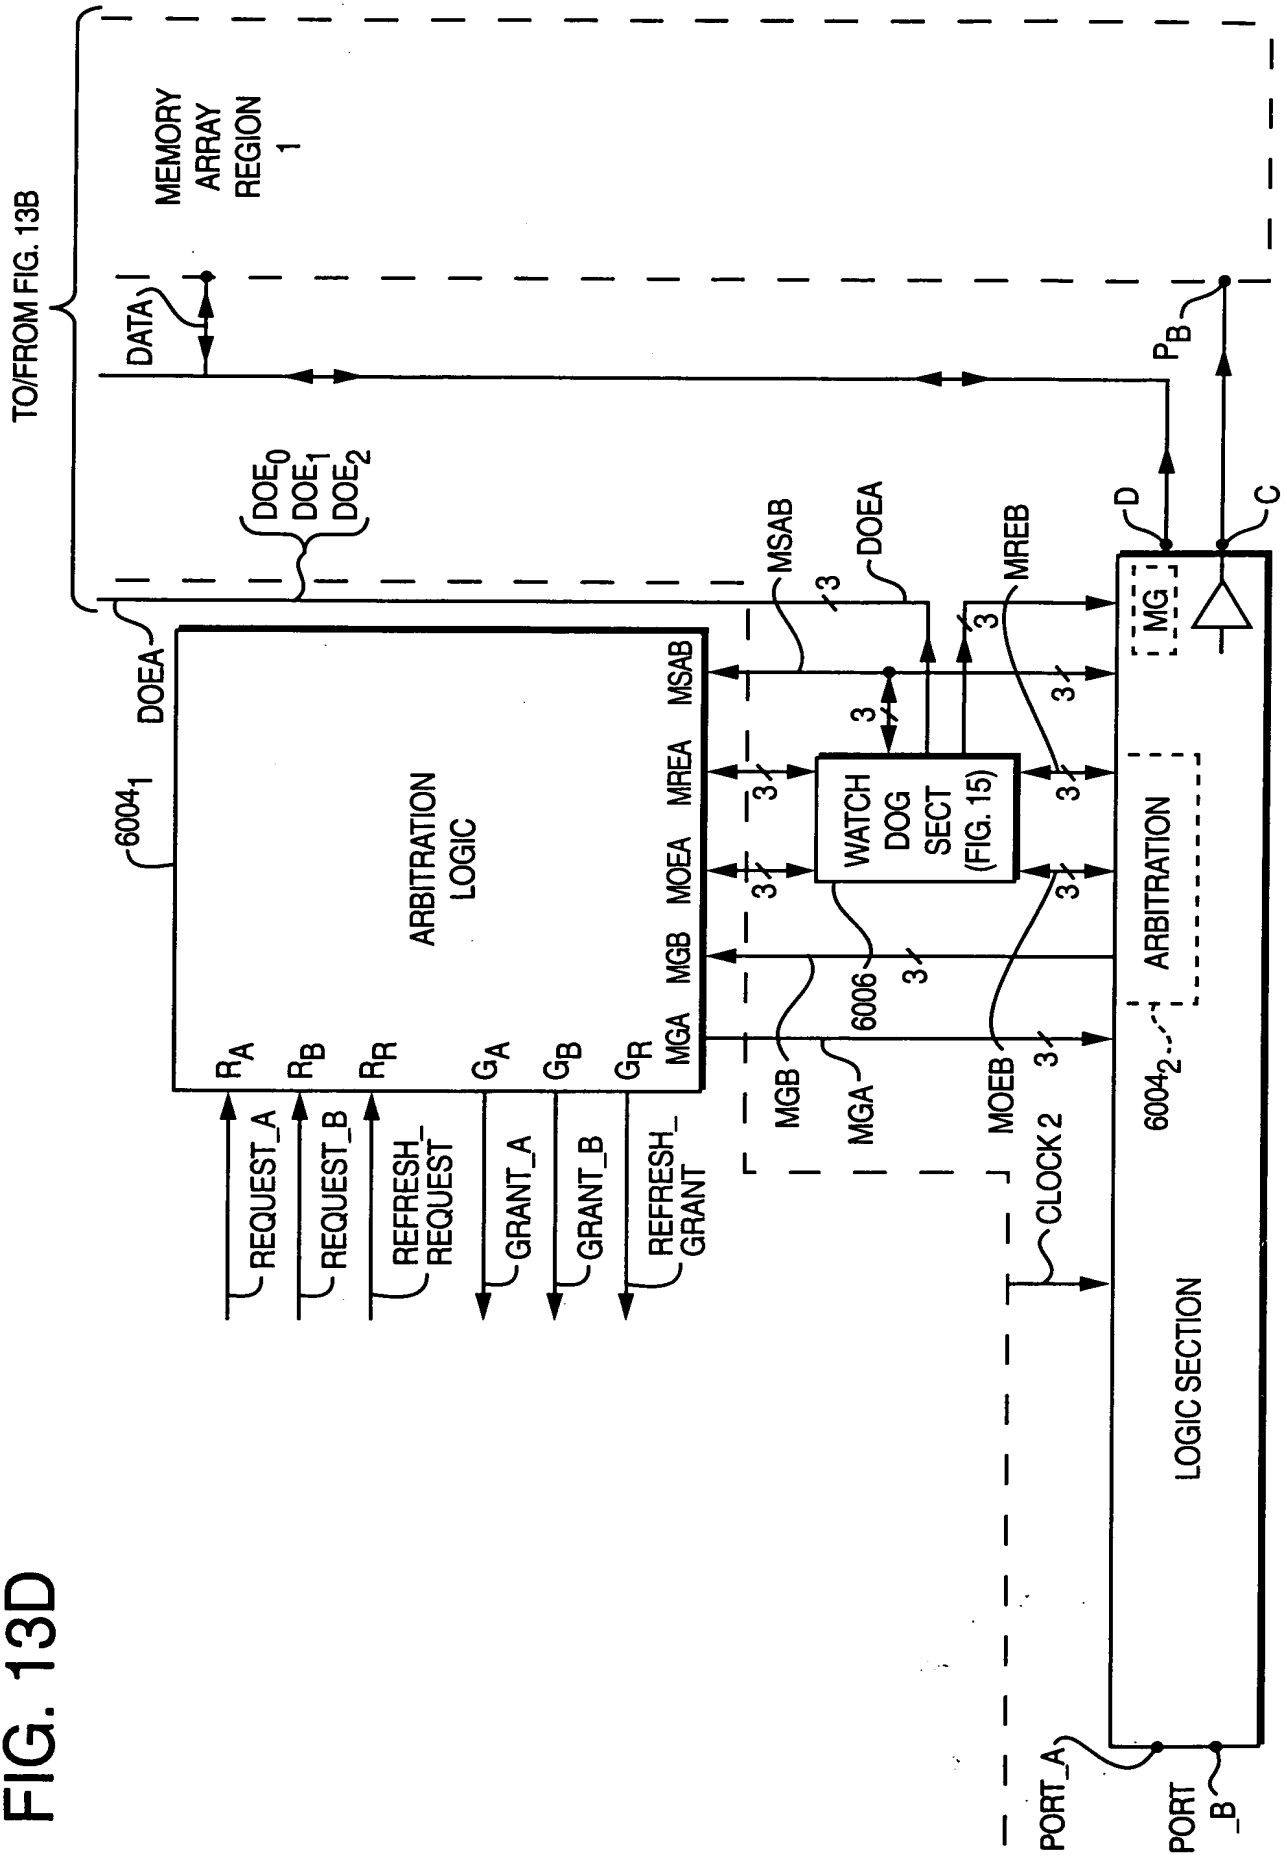 FIG. 13D
TO/FROM FIG. 13B
MEMORY
ARRAY
REGION
1
DATA
DOE0
DOE1
DOE2
DOEA
6004₁
ARBITRATION
LOGIC
RA
RB
RR
GA
GB
GR
REQUEST_A
REQUEST_B
REFRESH_
REQUEST
GRANT_A
GRANT_B
REFRESH_
GRANT
MGA
MGB
MOEA
MREA
MSAB
MSAB
DOEA
3
3
3
3
3
WATCH
DOG
SECT
(FIG. 15)
6006
MGB
MGA
3
3
3
3
3
MOEB
MREB
CLOCK 2
6004₂
ARBITRATION
MG
D
C
PB
LOGIC SECTION
PORT_A
PORT
_B